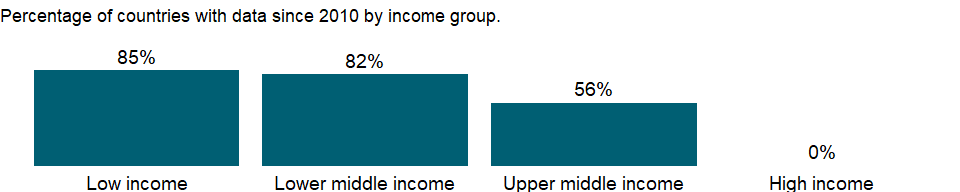 Percentage of countries with data since 2010 by income group.
85%
82%
56%
0%
Low income
Lower middle income
Upper middle income
High income